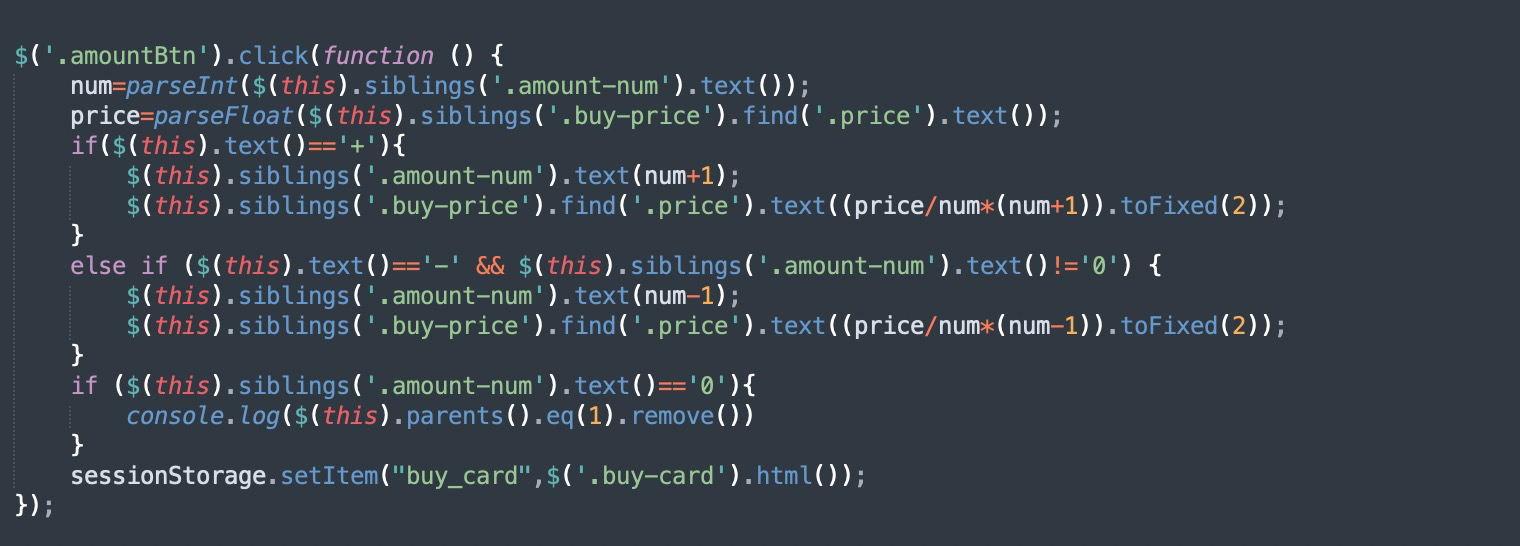 $('.amountBtn').click(function () {
    num=parseInt($(this).siblings('.amount-num').text());
    price=parseFloat($(this).siblings('.buy-price').find('.price').text());
    if($(this).text()=='+'){
        $(this).siblings('.amount-num').text(num+1);
        $(this).siblings('.buy-price').find('.price').text((price/num*(num+1)).toFixed(2));
    }
    else if ($(this).text()=='-' && $(this).siblings('.amount-num').text()!='0') {
        $(this).siblings('.amount-num').text(num-1);
        $(this).siblings('.buy-price').find('.price').text((price/num*(num-1)).toFixed(2));
    }
    if ($(this).siblings('.amount-num').text()=='0'){
        console.log($(this).parents().eq(1).remove())
    }
    sessionStorage.setItem("buy_card",$('.buy-card').html());
});